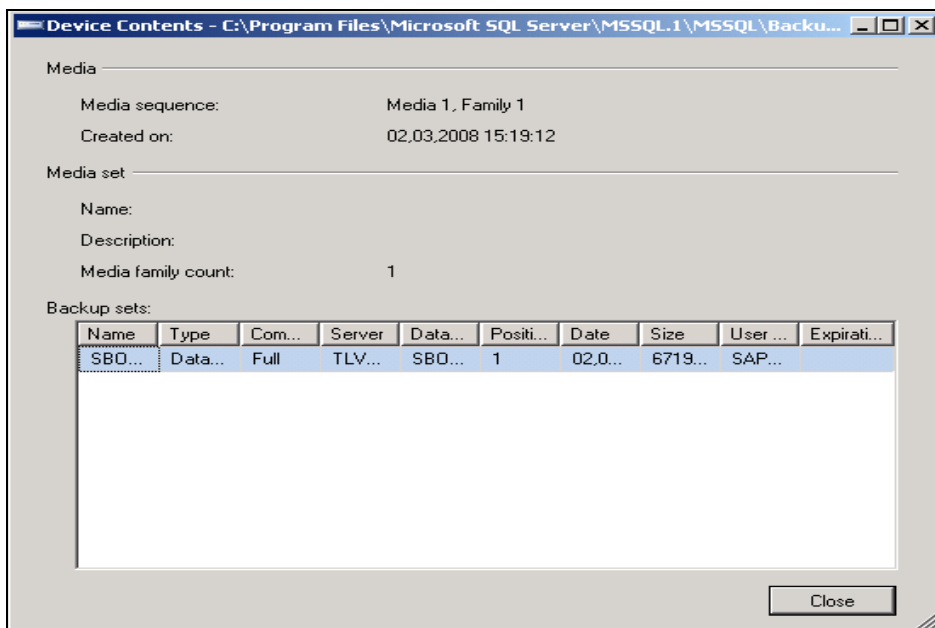 Device Contents - C:\Program Files\Microsoft SQL Server\MSSQL.1\MSSQL\Backu...
Media
Media sequence: Media 1, Family 1
Created on: 02,03,2008 15:19:12
Media set
Name:
Description:
Media family count: 1
Backup sets:
Name Type Com... Server Data... Positi... Date Size User ... Expirati...
SBO... Data... Full TLV... SBO... 1 02,0... 6719... SAP...
Close